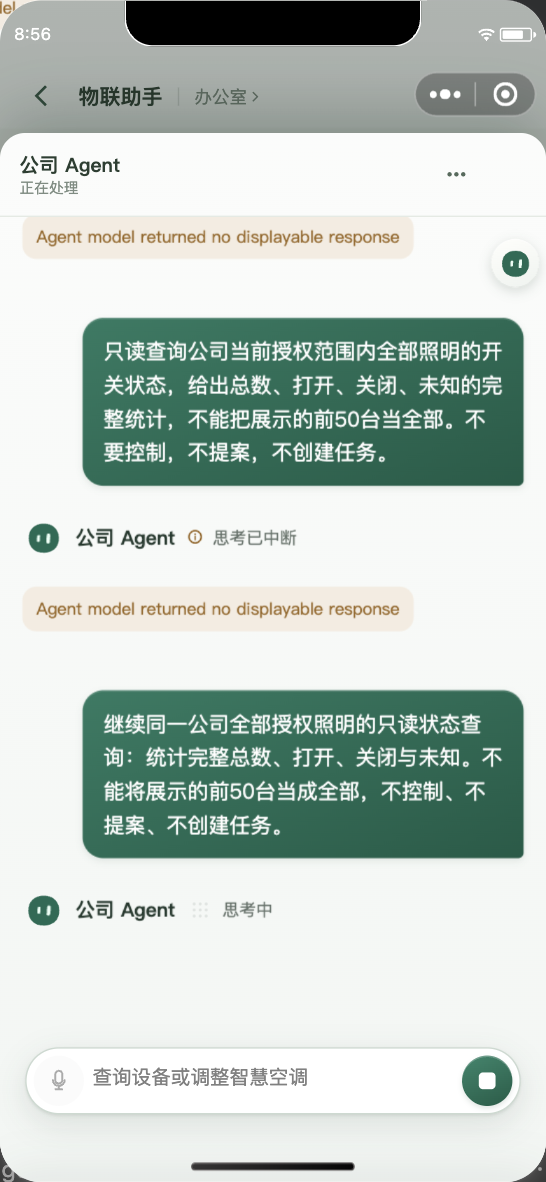 8:56
物联助手
办公室
公司 Agent
正在处理
Agent model returned no displayable response
只读查询公司当前授权范围内全部照明的开
关状态，给出总数、打开、关闭、未知的完
整统计，不能把展示的前50台当全部。不
要控制，不提案，不创建任务。
公司 Agent 思考已中断
Agent model returned no displayable response
继续同一公司全部授权照明的只读状态查
询：统计完整总数、打开、关闭与未知。不
能将展示的前50台当成全部，不控制、不
提案、不创建任务。
公司 Agent 思考中
查询设备或调整智慧空调